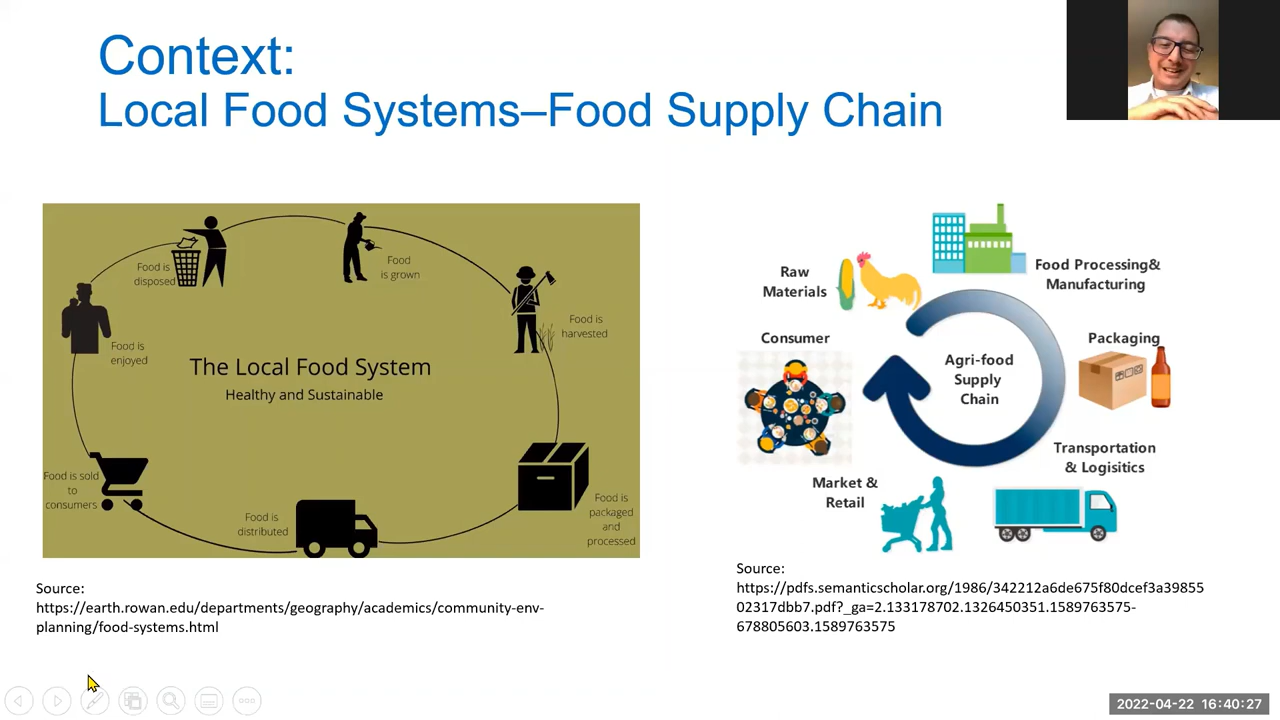 Context:
Local Food Systems–Food Supply Chain
Food is
disposed
Food
is grown
Food is
harvested
Food is
enjoyed
The Local Food System
Healthy and Sustainable
Food is sold
to
consumers
Food is
distributed
Food is
packaged
and
processed
Source:
https://earth.rowan.edu/departments/geography/academics/community-env-
planning/food-systems.html
Raw
Materials
Food Processing&
Manufacturing
Consumer
Packaging
Agri-food
Supply
Chain
Transportation
& Logisitics
Market &
Retail
Source:
https://pdfs.semanticscholar.org/1986/342212a6de675f80dcef3a39855
02317dbb7.pdf?_ga=2.133178702.1326450351.1589763575-
678805603.1589763575
2022-04-22 16:40:27